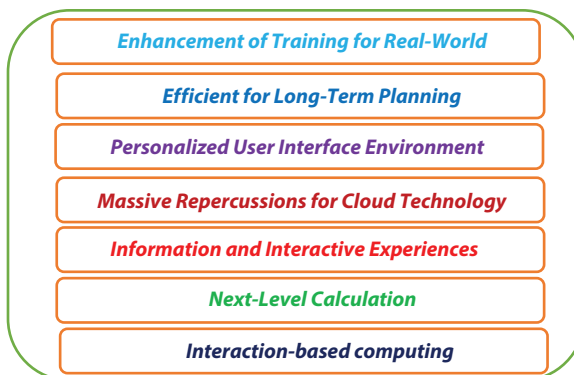 Enhancement of Training for Real-World
Efficient for Long-Term Planning
Personalized User Interface Environment
Massive Repercussions for Cloud Technology
Information and Interactive Experiences
Next-Level Calculation
Interaction-based computing